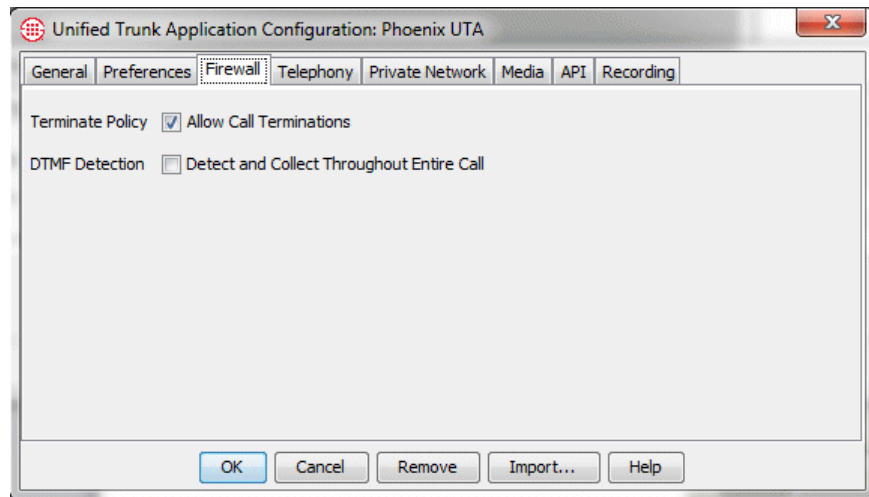 Unified Trunk Application Configuration: Phoenix UTA
General Preferences Firewall Telephony Private Network Media API Recording
Terminate Policy Allow Call Terminations
DTMF Detection Detect and Collect Throughout Entire Call
OK Cancel Remove Import... Help